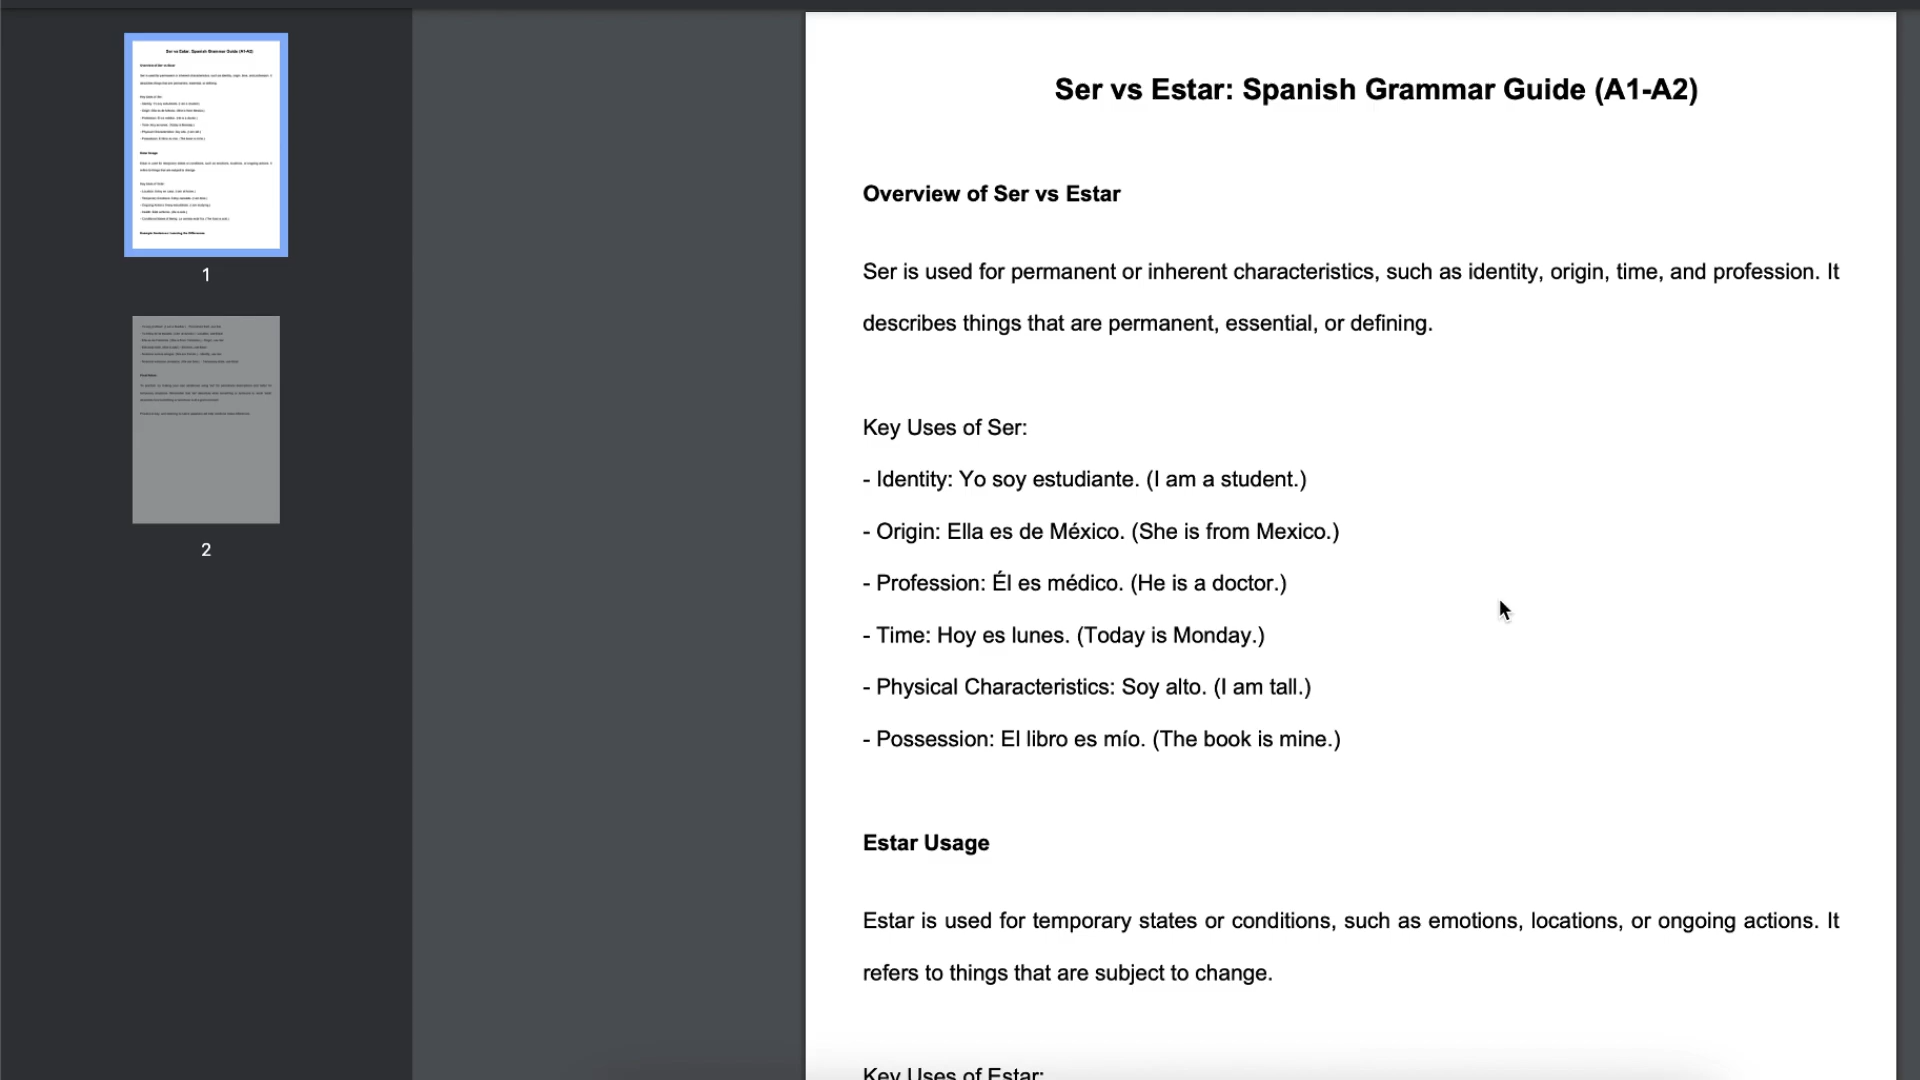 Ser vs Estar: Spanish Grammar Guide (A1-A2)
Overview of Ser vs Estar
Ser is used for permanent or inherent characteristics, such as identity, origin, time, and profession. It
describes things that are permanent, essential, or defining.
Key Uses of Ser:
- Identity: Yo soy estudiante. (I am a student.)
- Origin: Ella es de México. (She is from Mexico.)
- Profession: Él es médico. (He is a doctor.)
- Time: Hoy es lunes. (Today is Monday.)
- Physical Characteristics: Soy alto. (I am tall.)
- Possession: El libro es mío. (The book is mine.)
Estar Usage
Estar is used for temporary states or conditions, such as emotions, locations, or ongoing actions. It
refers to things that are subject to change.
Key Uses of Estar:
1
2